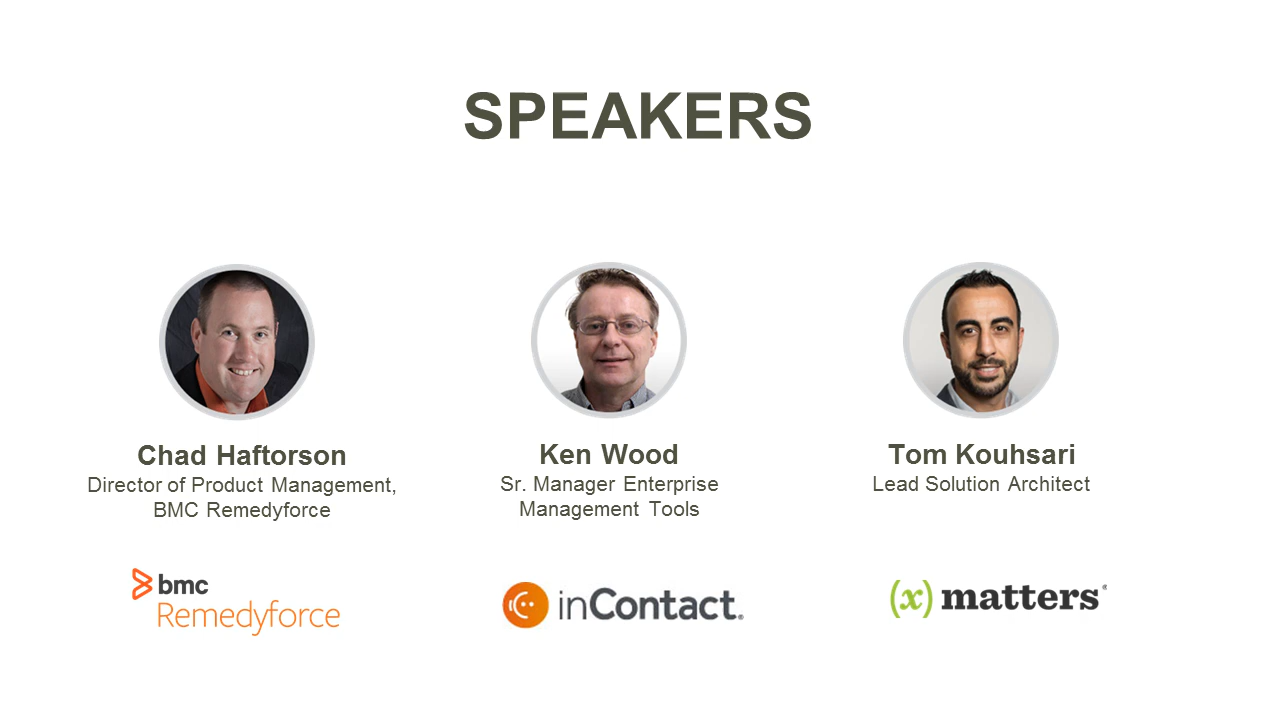 SPEAKERS
Chad Haftorson
Director of Product Management,
BMC Remedyforce
Ken Wood
Sr. Manager Enterprise
Management Tools
Tom Kouhsari
Lead Solution Architect
bmc
Remedyforce
inContact®
(x) matters®